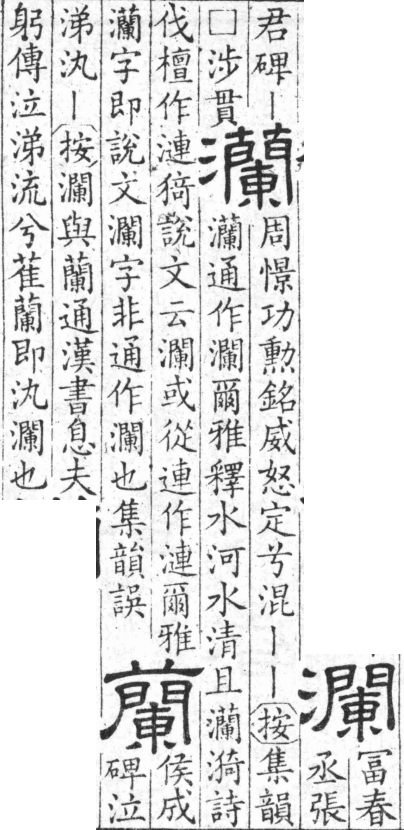 瀾
冨春
丞張
君碑ー
□涉貫
灡
周憬功勳銘威怒定兮混ーー按集韻
灡通作瀾爾雅釋水河水清且灡漪詩
伐檀作漣猗說文云瀾或從連作漣爾雅
灡字即說文瀾字非通作瀾也集韻誤
蘭
侯成
碑泣
涕汍ー按瀾與蘭通漢書息夫
躬傳泣涕流兮萑蘭即汍瀾也